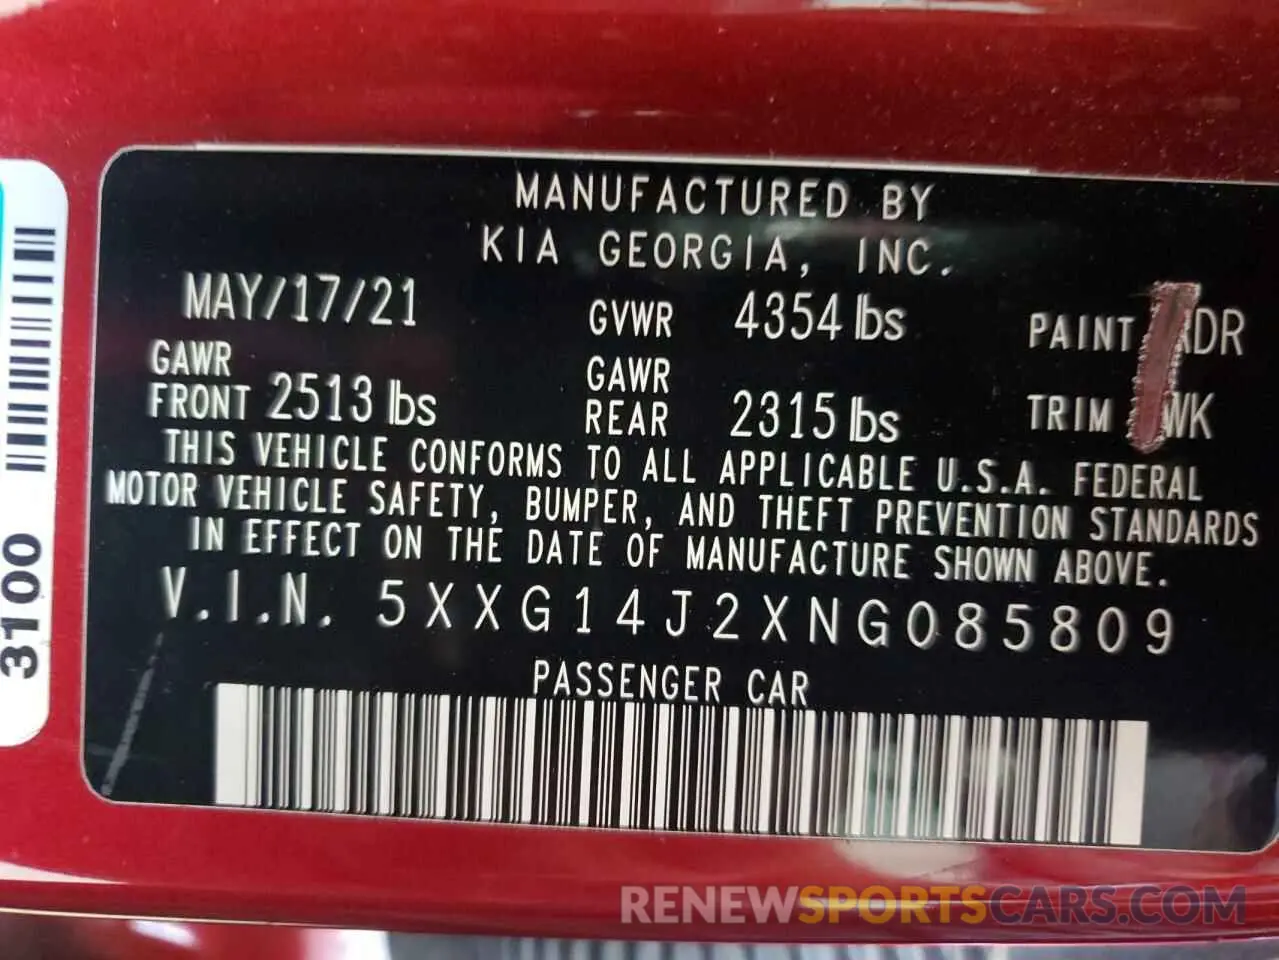 MANUFACTURED BY
KIA GEORGIA, INC.
MAY/17/21 GVWR 4354 lbs PAINT DR
GAWR FRONT 2513 lbs GAWR REAR 2315 lbs TRIM WK
THIS VEHICLE CONFORMS TO ALL APPLICABLE U.S.A. FEDERAL
MOTOR VEHICLE SAFETY, BUMPER, AND THEFT PREVENTION STANDARDS
IN EFFECT ON THE DATE OF MANUFACTURE SHOWN ABOVE.
V.I.N. 5XXG14J2XNG085809
PASSENGER CAR
3100
RENEWSPORTSCARS.COM